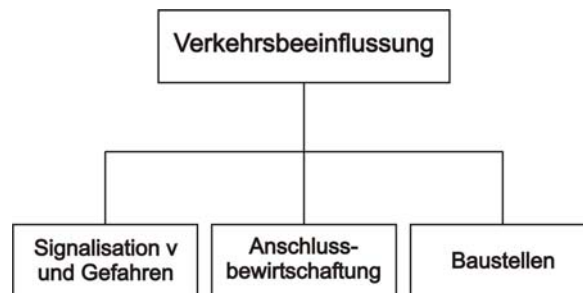 Verkehrsbeeinflussung
Signalisation v
und Gefahren
Anschluss-
bewirtschaftung
Baustellen